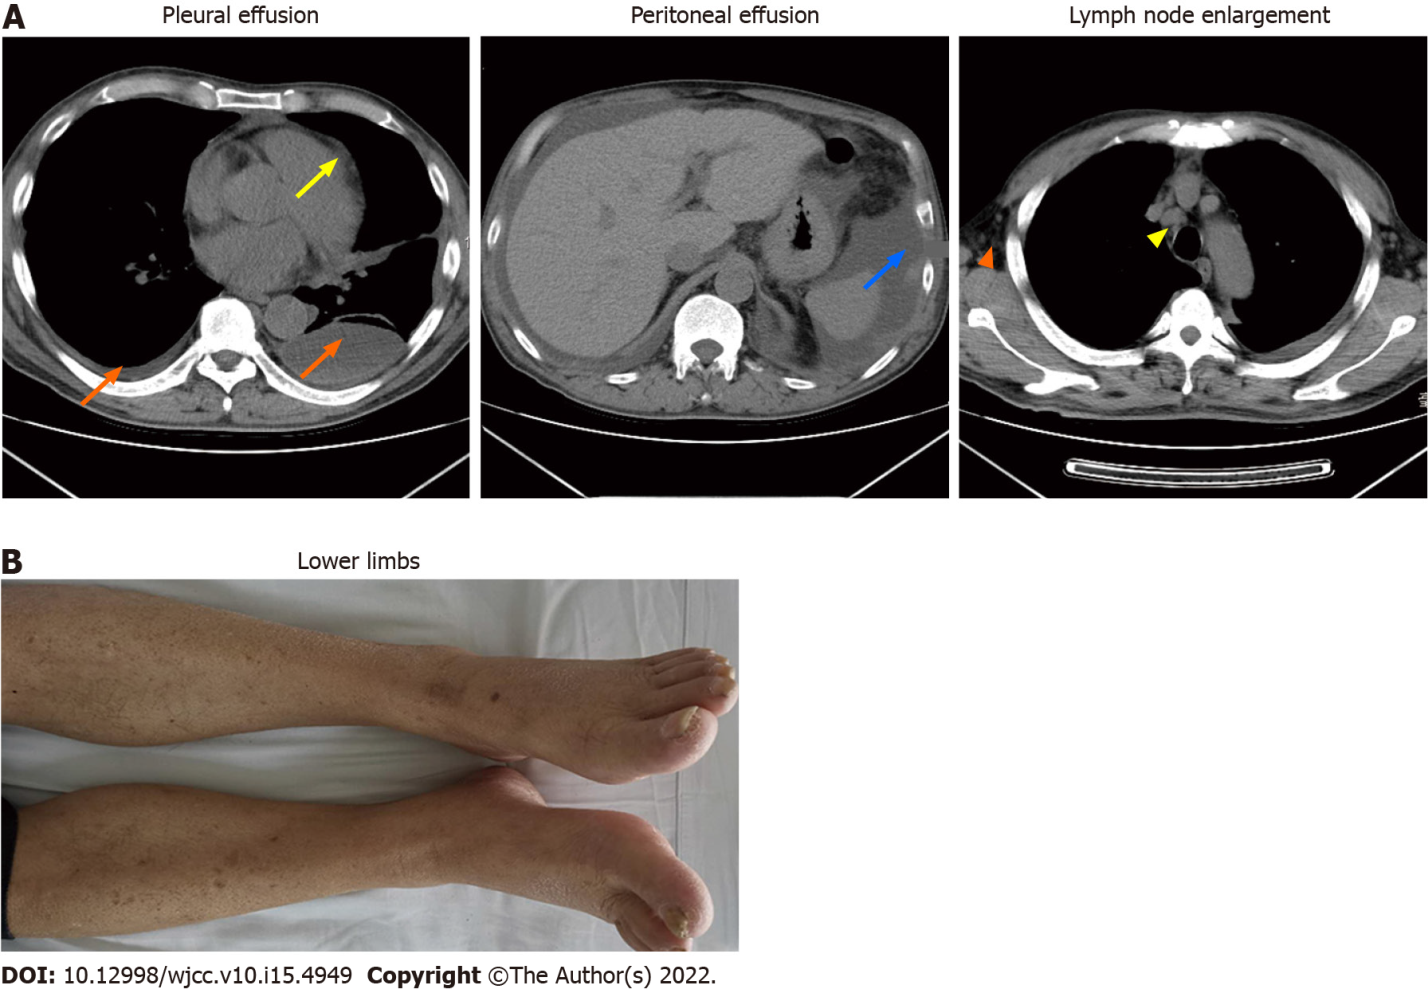 A
Pleural effusion
Peritoneal effusion
Lymph node enlargement
B
Lower limbs
DOI: 10.12998/wjcc.v10.i15.4949 Copyright ©The Author(s) 2022.